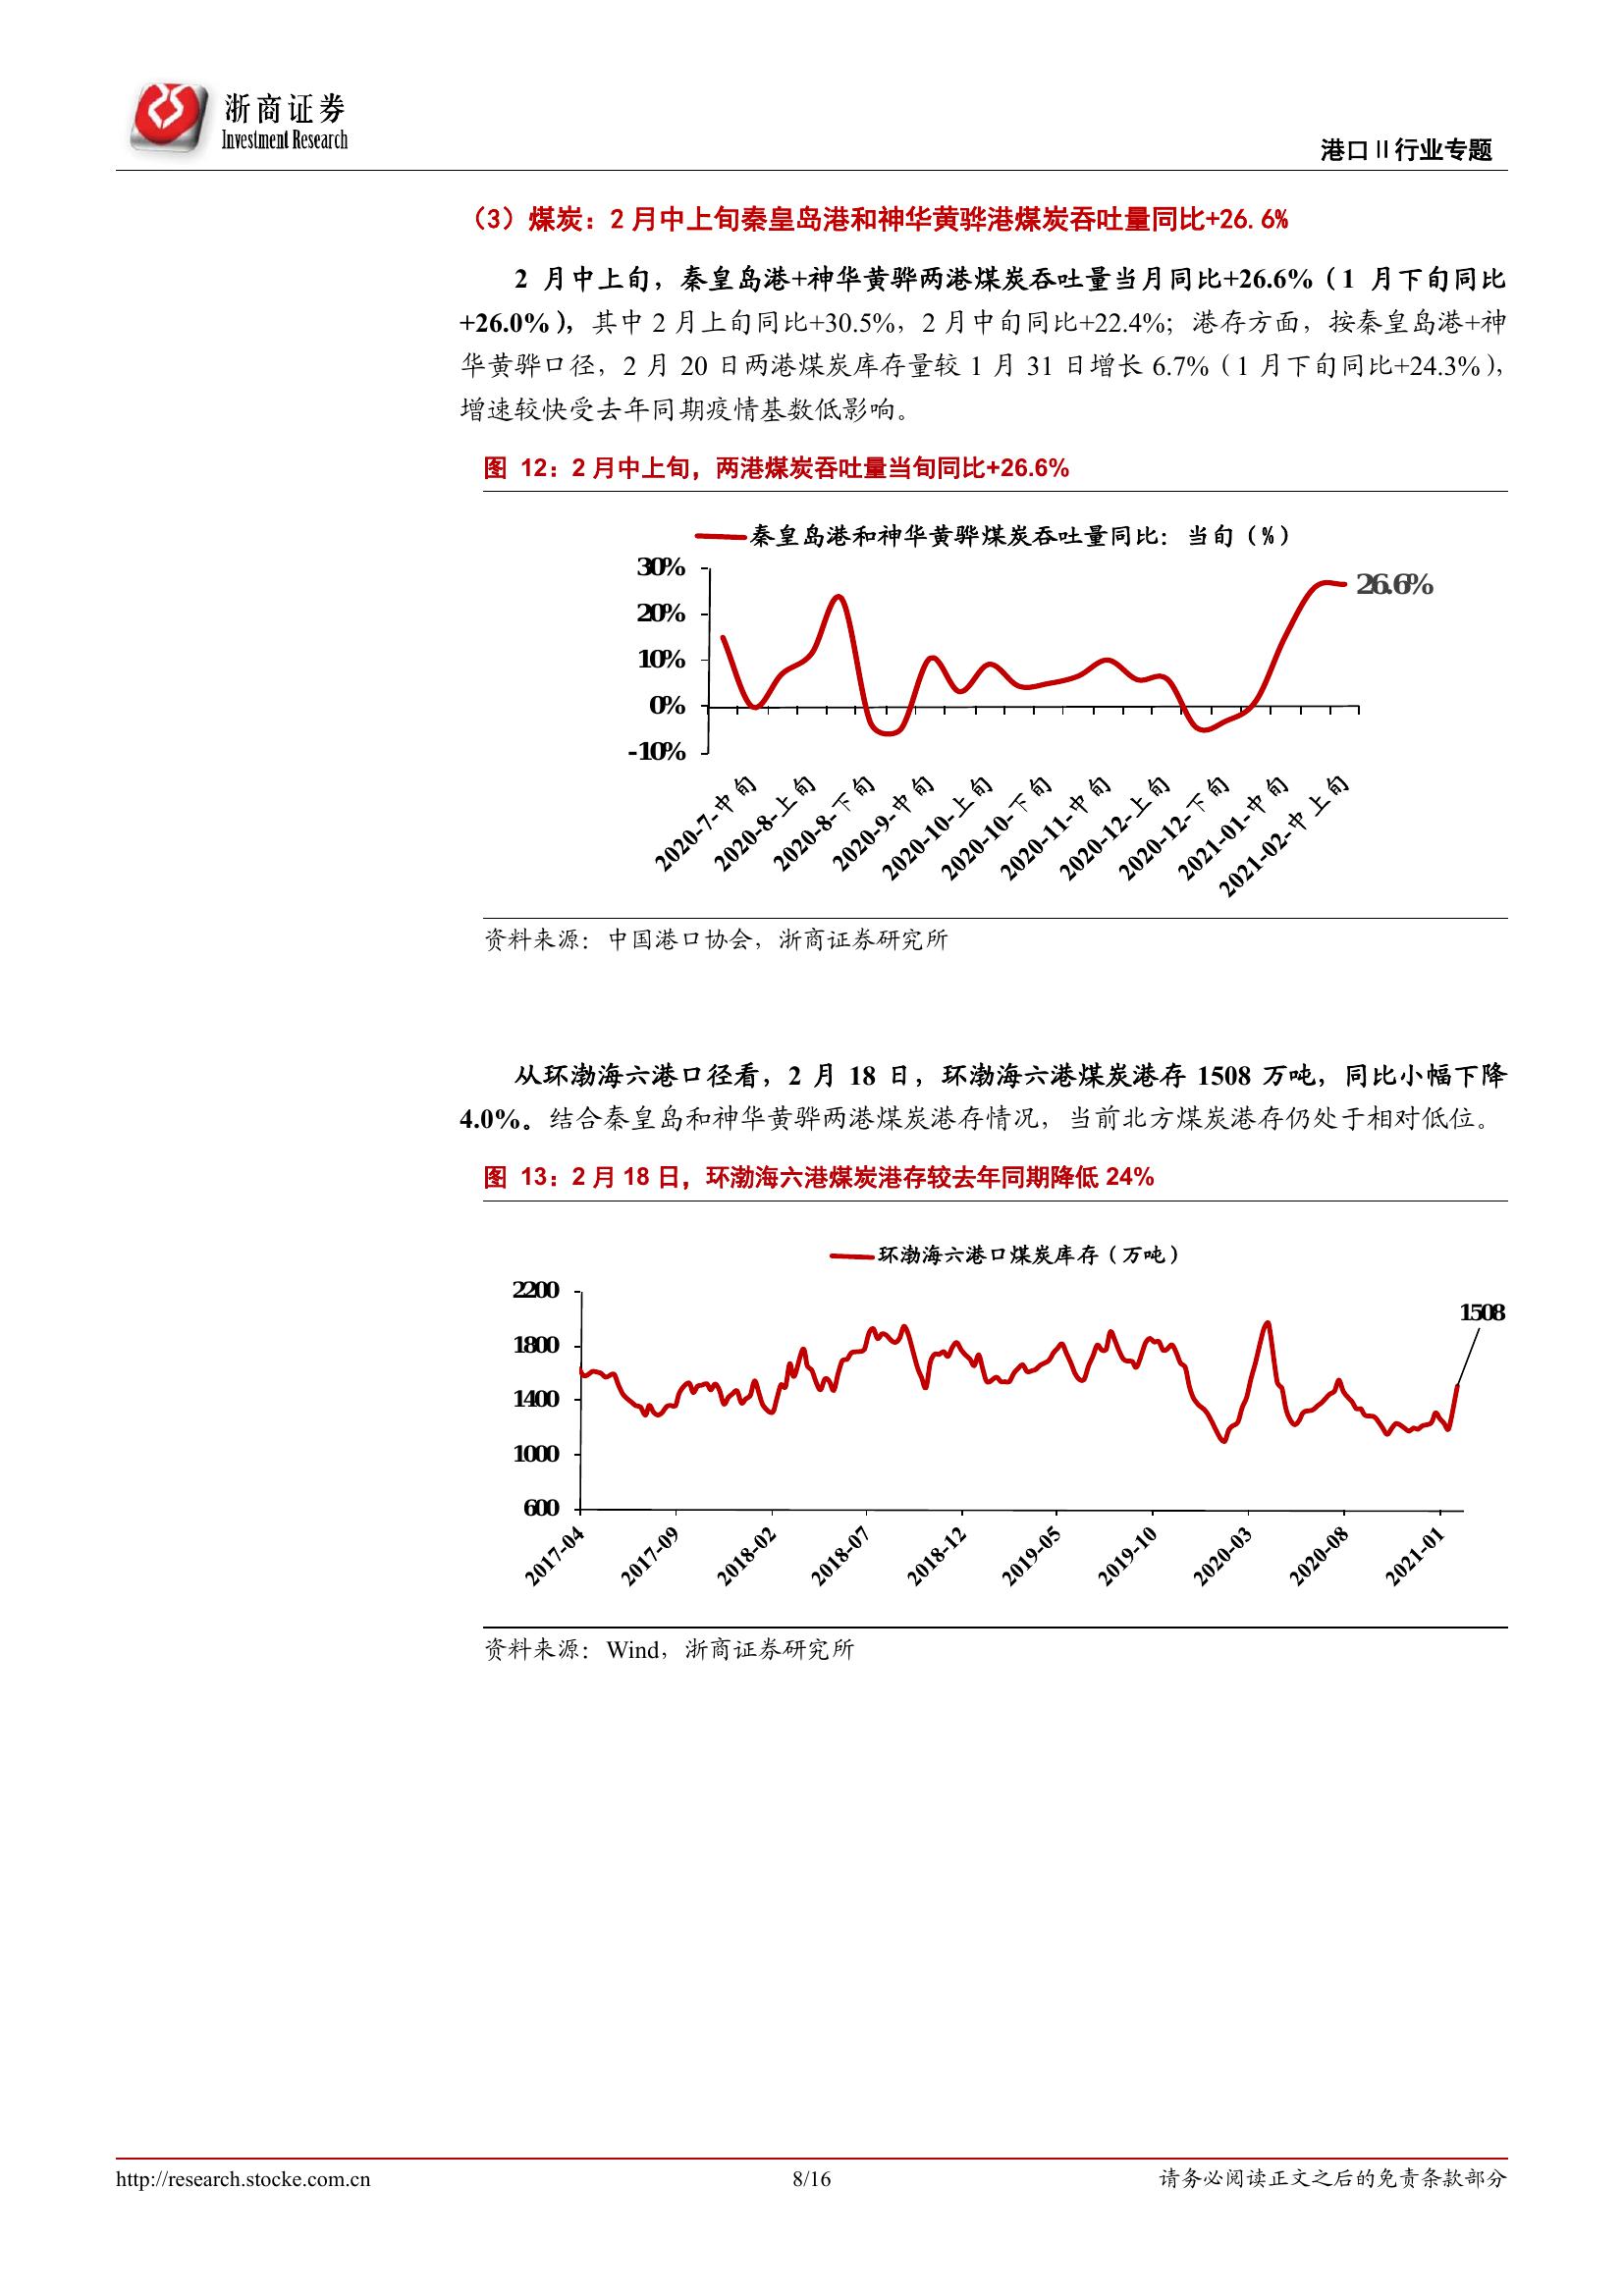 浙商证券
Investment Research
港口Ⅱ行业专题
（3）煤炭：2 月中上旬秦皇岛港和神华黄骅港煤炭吞吐量同比+26.6%
2 月中上旬，秦皇岛港+神华黄骅两港煤炭吞吐量当月同比+26.6%（1 月下旬同比
+26.0%），其中 2 月上旬同比+30.5%，2 月中旬同比+22.4%；港存方面，按秦皇岛港+神
华黄骅口径，2 月 20 日两港煤炭库存量较 1 月 31 日增长 6.7%（1 月下旬同比+24.3%），
增速较快受去年同期疫情基数低影响。
图 12：2 月中上旬，两港煤炭吞吐量当旬同比+26.6%
秦皇岛港和神华黄骅煤炭吞吐量同比：当旬（%）
30%
26.6%
20%
10%
0%
-10%
2020-7-中旬
2020-8-上旬
2020-8-下旬
2020-9-中旬
2020-10-上旬
2020-10-下旬
2020-11-中旬
2020-12-上旬
2020-12-下旬
2021-01-中旬
2021-02-中上旬
资料来源：中国港口协会，浙商证券研究所
从环渤海六港口径看，2 月 18 日，环渤海六港煤炭港存 1508 万吨，同比小幅下降
4.0%。结合秦皇岛和神华黄骅两港煤炭港存情况，当前北方煤炭港存仍处于相对低位。
图 13：2 月 18 日，环渤海六港煤炭港存较去年同期降低 24%
环渤海六港口煤炭库存（万吨）
2200
1508
1800
1400
1000
600
2017-04
2017-09
2018-02
2018-07
2018-12
2019-05
2019-10
2020-03
2020-08
2021-01
资料来源：Wind，浙商证券研究所
http://research.stocke.com.cn
8/16
请务必阅读正文之后的免责条款部分